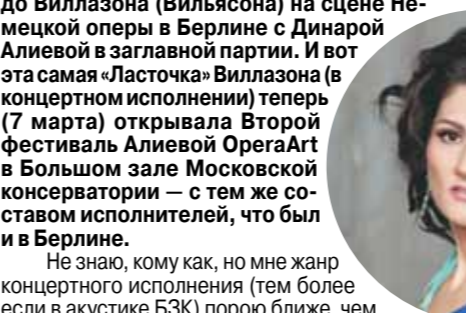 до Виллазона (Вильясона) на сцене Не-
мецкой оперы в Берлине с Динарой
Алиевой в заглавной партии. И вот
эта самая «Ласточка» Виллазона (в
концертном исполнении) теперь
(7 марта) открывала Второй
фестиваль Алиевой OperaArt
в Большом зале Московской
консерватории — с тем же со-
ставом исполнителей, что был
и в Берлине.
Не знаю, кому как, но мне жанр
концертного исполнения (тем более
если в акустике БЗК) порою ближе, чем